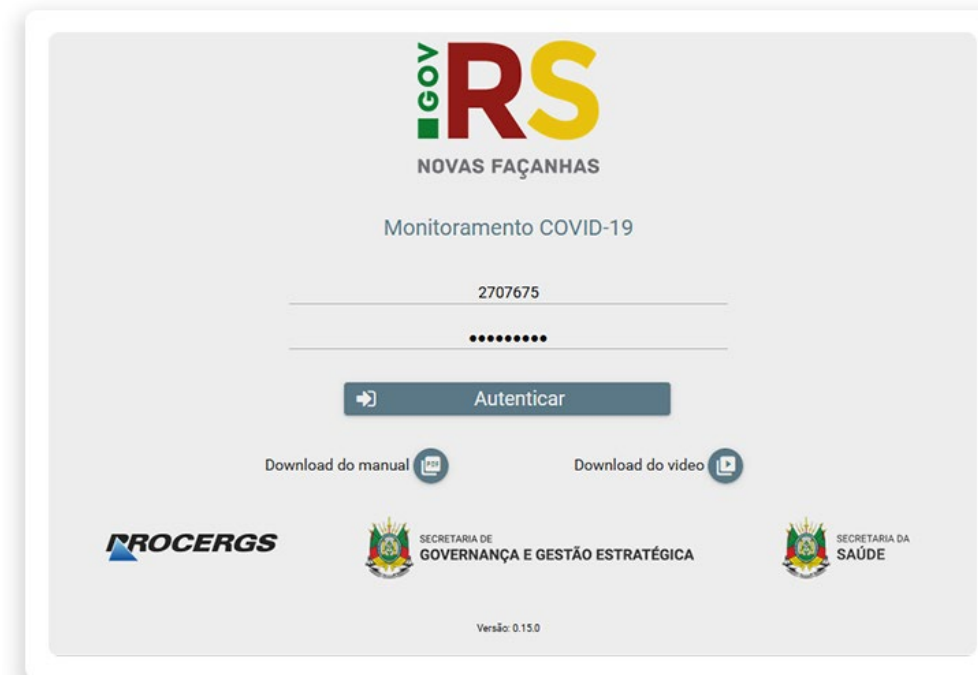 GOV
RS
NOVAS FAÇANHAS
Monitoramento COVID-19
2707675
•••••••••
Autenticar
Download do manual PDF
Download do video
PROCERGS
SECRETARIA DE
GOVERNANÇA E GESTÃO ESTRATÉGICA
SECRETARIA DA
SAÚDE
Versão: 0.15.0